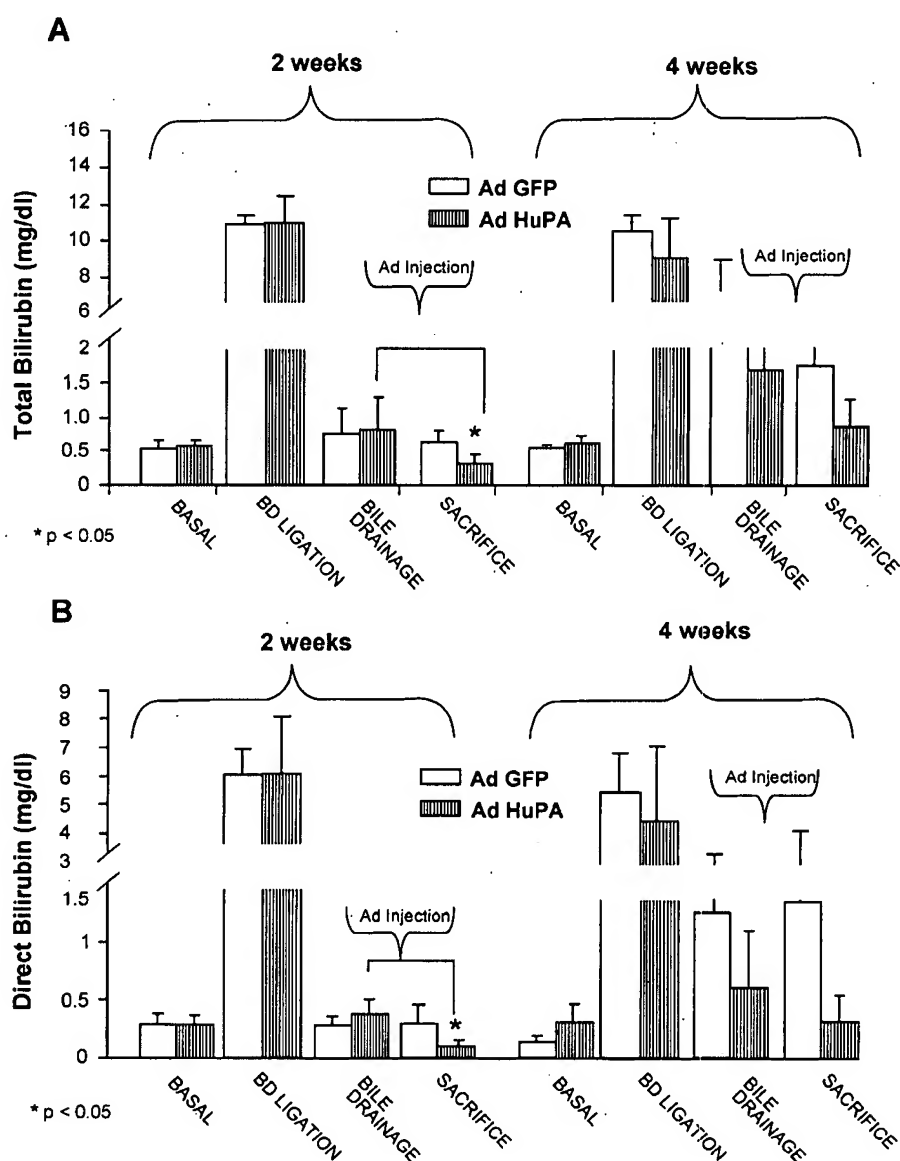 A
2 weeks
4 weeks
Total Bilirubin (mg/dl)
16
14
12
10
8
6
2
1.5
1.0
0.5
0
Ad GFP
Ad HuPA
Ad Injection
Ad Injection
*
BASAL
BD LIGATION
BILE
DRAINAGE
SACRIFICE
BASAL
BD LIGATION
BILE
DRAINAGE
SACRIFICE
* p < 0.05
B
2 weeks
4 weeks
Direct Bilirubin (mg/dl)
9
8
7
6
5
4
3
1.5
1
0.5
0
Ad GFP
Ad HuPA
Ad Injection
Ad Injection
*
BASAL
BD LIGATION
BILE
DRAINAGE
SACRIFICE
BASAL
BD LIGATION
BILE
DRAINAGE
SACRIFICE
* p < 0.05